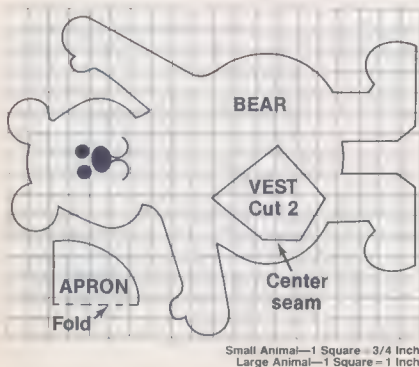 BEAR
VEST
Cut 2
APRON
Fold
Center
seam
Small Animal—1 Square = 3/4 Inch
Large Animal—1 Square = 1 Inch